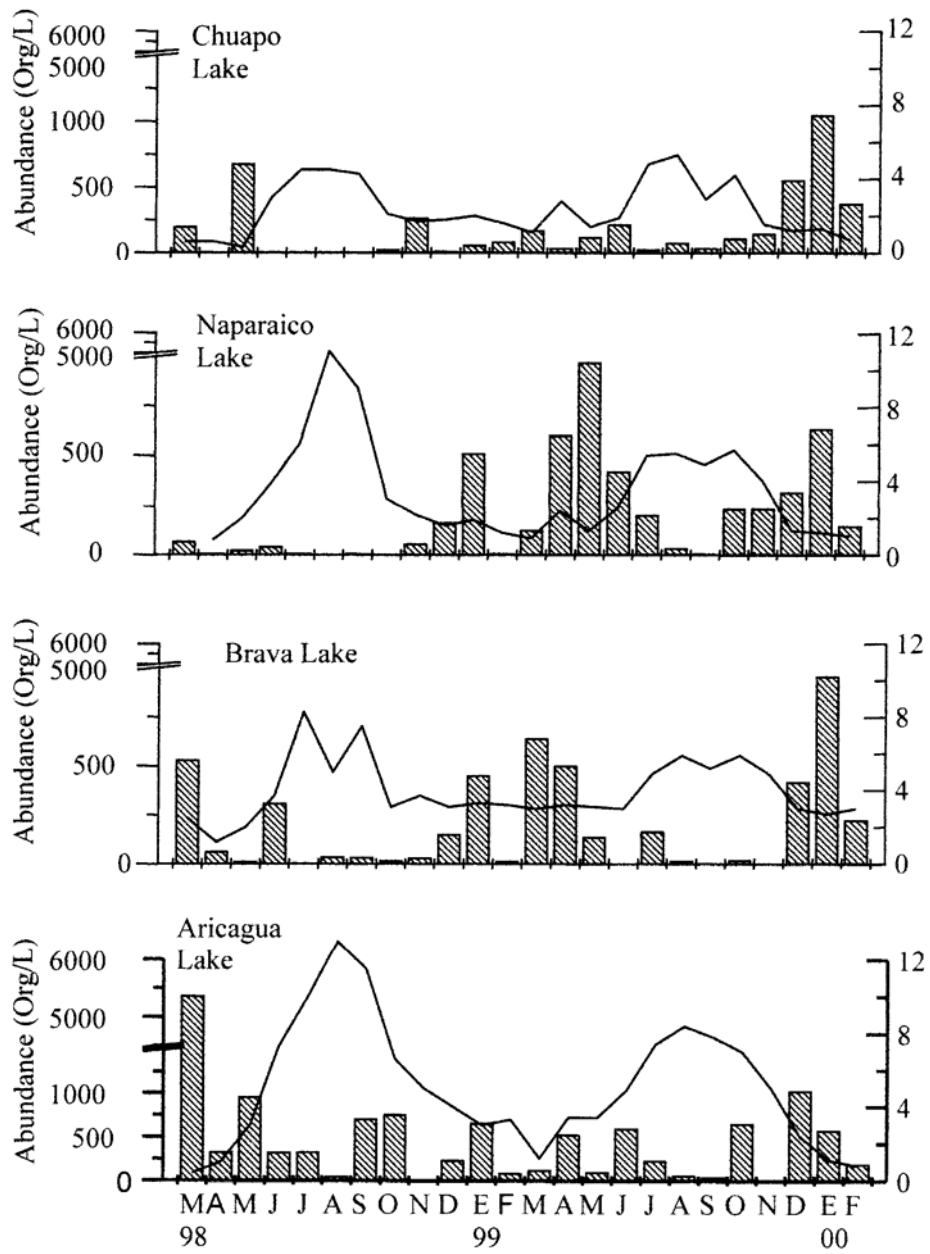 Abundance (Org/L)
6000
5000
1000
500
0
Chuapo
Lake
12
8
4
0
Abundance (Org/L)
6000
5000
500
0
Naparaico
Lake
12
8
4
0
Abundance (Org/L)
6000
5000
500
0
Brava Lake
12
8
4
0
Abundance (Org/L)
6000
5000
1000
500
0
Aricagua
Lake
12
8
4
0
M A M J J A S O N D E F M A M J J A S O N D E F
98 99 00